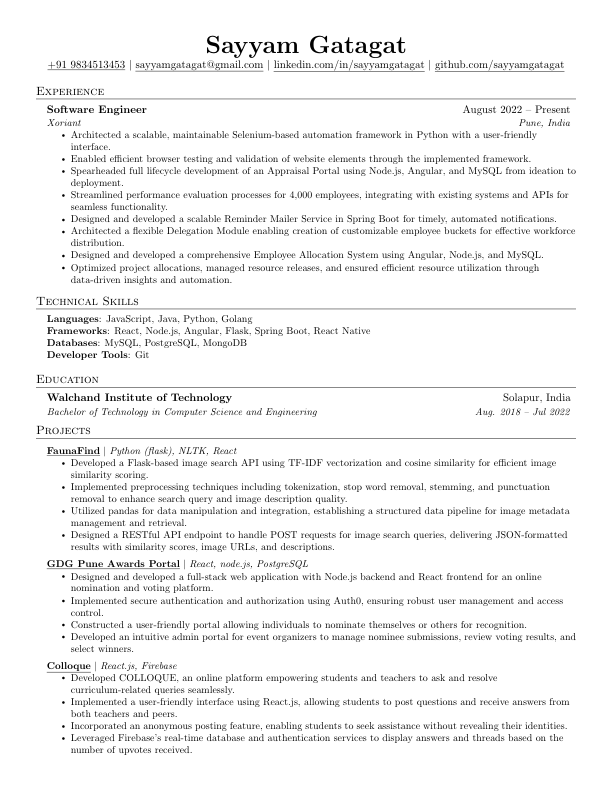 Sayyam Gatagat
+91 9834513453 | sayyamgatagat@gmail.com | linkedin.com/in/sayyamgatagat | github.com/sayyamgatagat
Experience
Software Engineer August 2022 – Present
Xoriant Pune, India
• Architected a scalable, maintainable Selenium-based automation framework in Python with a user-friendly
interface.
• Enabled efficient browser testing and validation of website elements through the implemented framework.
• Spearheaded full lifecycle development of an Appraisal Portal using Node.js, Angular, and MySQL from ideation to
deployment.
• Streamlined performance evaluation processes for 4,000 employees, integrating with existing systems and APIs for
seamless functionality.
• Designed and developed a scalable Reminder Mailer Service in Spring Boot for timely, automated notifications.
• Architected a flexible Delegation Module enabling creation of customizable employee buckets for effective workforce
distribution.
• Designed and developed a comprehensive Employee Allocation System using Angular, Node.js, and MySQL.
• Optimized project allocations, managed resource releases, and ensured efficient resource utilization through
data-driven insights and automation.
Technical Skills
Languages: JavaScript, Java, Python, Golang
Frameworks: React, Node.js, Angular, Flask, Spring Boot, React Native
Databases: MySQL, PostgreSQL, MongoDB
Developer Tools: Git
Education
Walchand Institute of Technology Solapur, India
Bachelor of Technology in Computer Science and Engineering Aug. 2018 – Jul 2022
Projects
FaunaFind | Python (flask), NLTK, React
• Developed a Flask-based image search API using TF-IDF vectorization and cosine similarity for efficient image
similarity scoring.
• Implemented preprocessing techniques including tokenization, stop word removal, stemming, and punctuation
removal to enhance search query and image description quality.
• Utilized pandas for data manipulation and integration, establishing a structured data pipeline for image metadata
management and retrieval.
• Designed a RESTful API endpoint to handle POST requests for image search queries, delivering JSON-formatted
results with similarity scores, image URLs, and descriptions.
GDG Pune Awards Portal | React, node.js, PostgreSQL
• Designed and developed a full-stack web application with Node.js backend and React frontend for an online
nomination and voting platform.
• Implemented secure authentication and authorization using Auth0, ensuring robust user management and access
control.
• Constructed a user-friendly portal allowing individuals to nominate themselves or others for recognition.
• Developed an intuitive admin portal for event organizers to manage nominee submissions, review voting results, and
select winners.
Colloque | React.js, Firebase
• Developed COLLOQUE, an online platform empowering students and teachers to ask and resolve
curriculum-related queries seamlessly.
• Implemented a user-friendly interface using React.js, allowing students to post questions and receive answers from
both teachers and peers.
• Incorporated an anonymous posting feature, enabling students to seek assistance without revealing their identities.
• Leveraged Firebase's real-time database and authentication services to display answers and threads based on the
number of upvotes received.